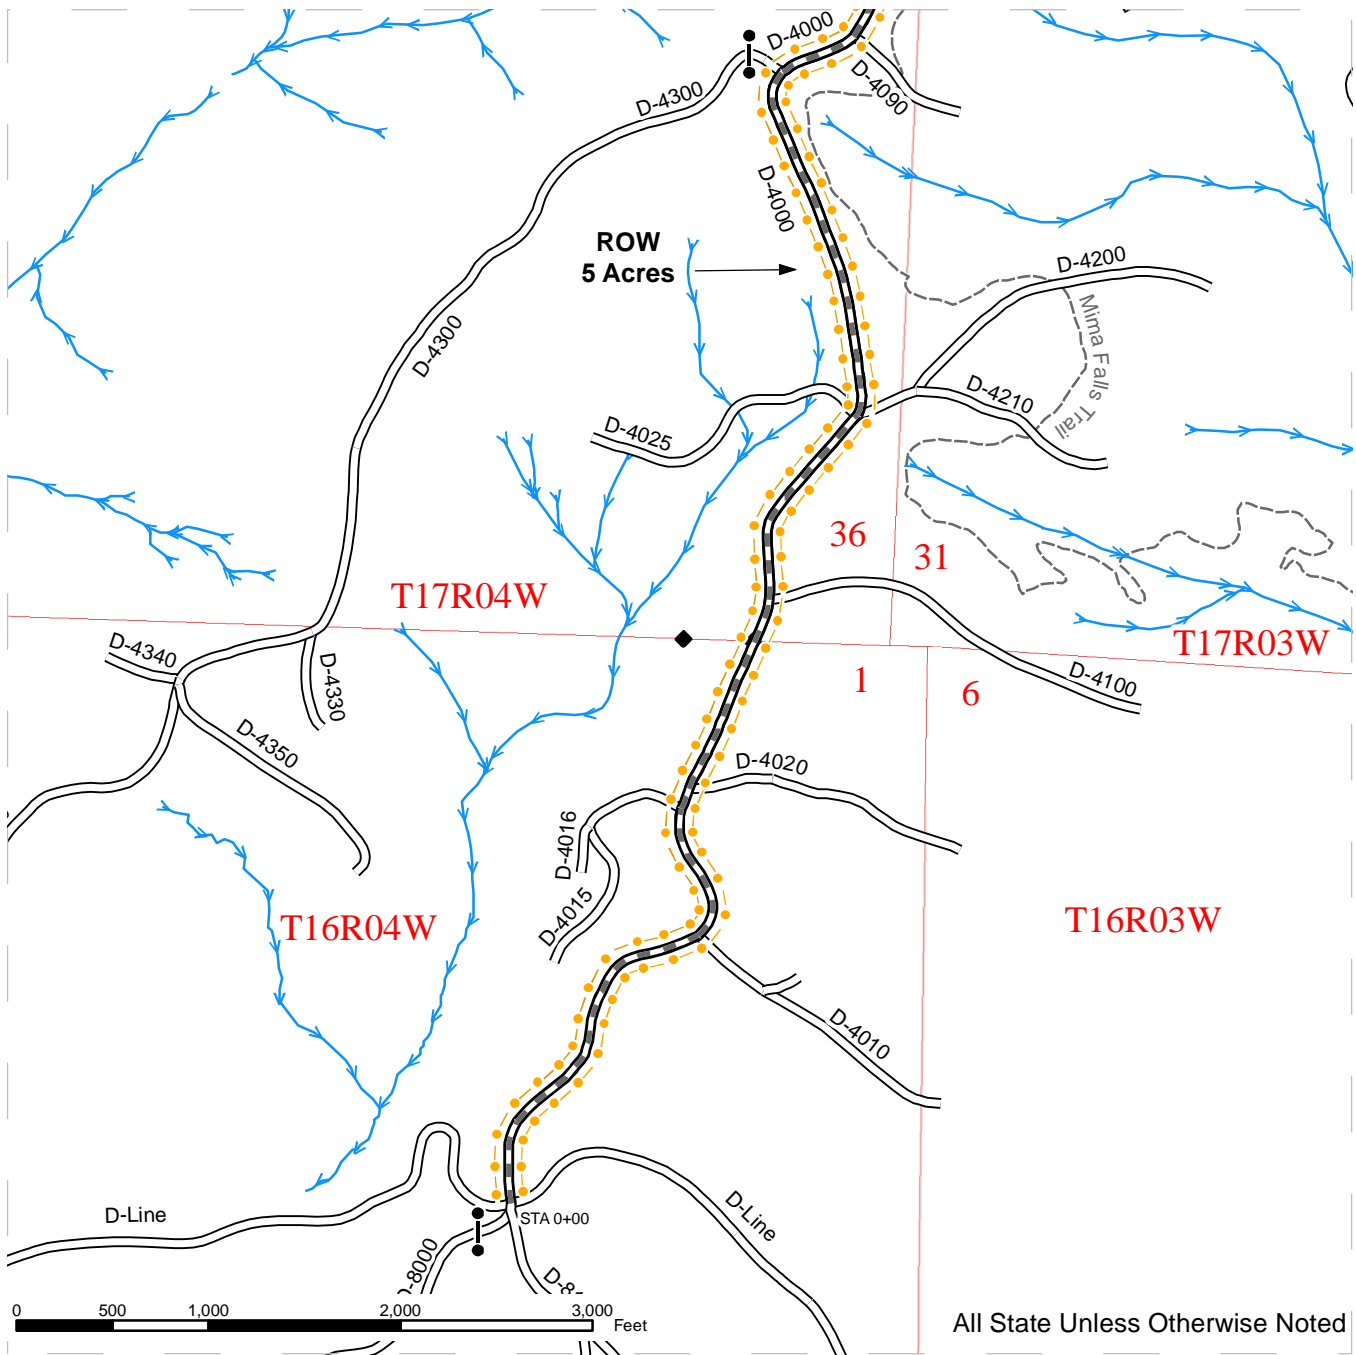 D-4000
D-4090
D-4300
D-4000
ROW
5 Acres
D-4200
Mima Falls Trail
D-4300
D-4210
D-4025
36
31
T17R04W
T17R03W
D-4340
D-4330
1
6
D-4100
D-4350
D-4020
D-4016
D-4015
T16R04W
T16R03W
D-4010
D-Line
D-Line
STA 0+00
D-8000
0 500 1,000 2,000 3,000
Feet
All State Unless Otherwise Noted